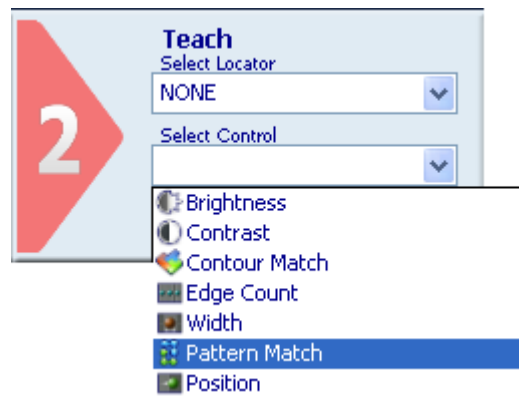 2
Teach
Select Locator
NONE
Select Control
Brightness
Contrast
Contour Match
Edge Count
Width
Pattern Match
Position